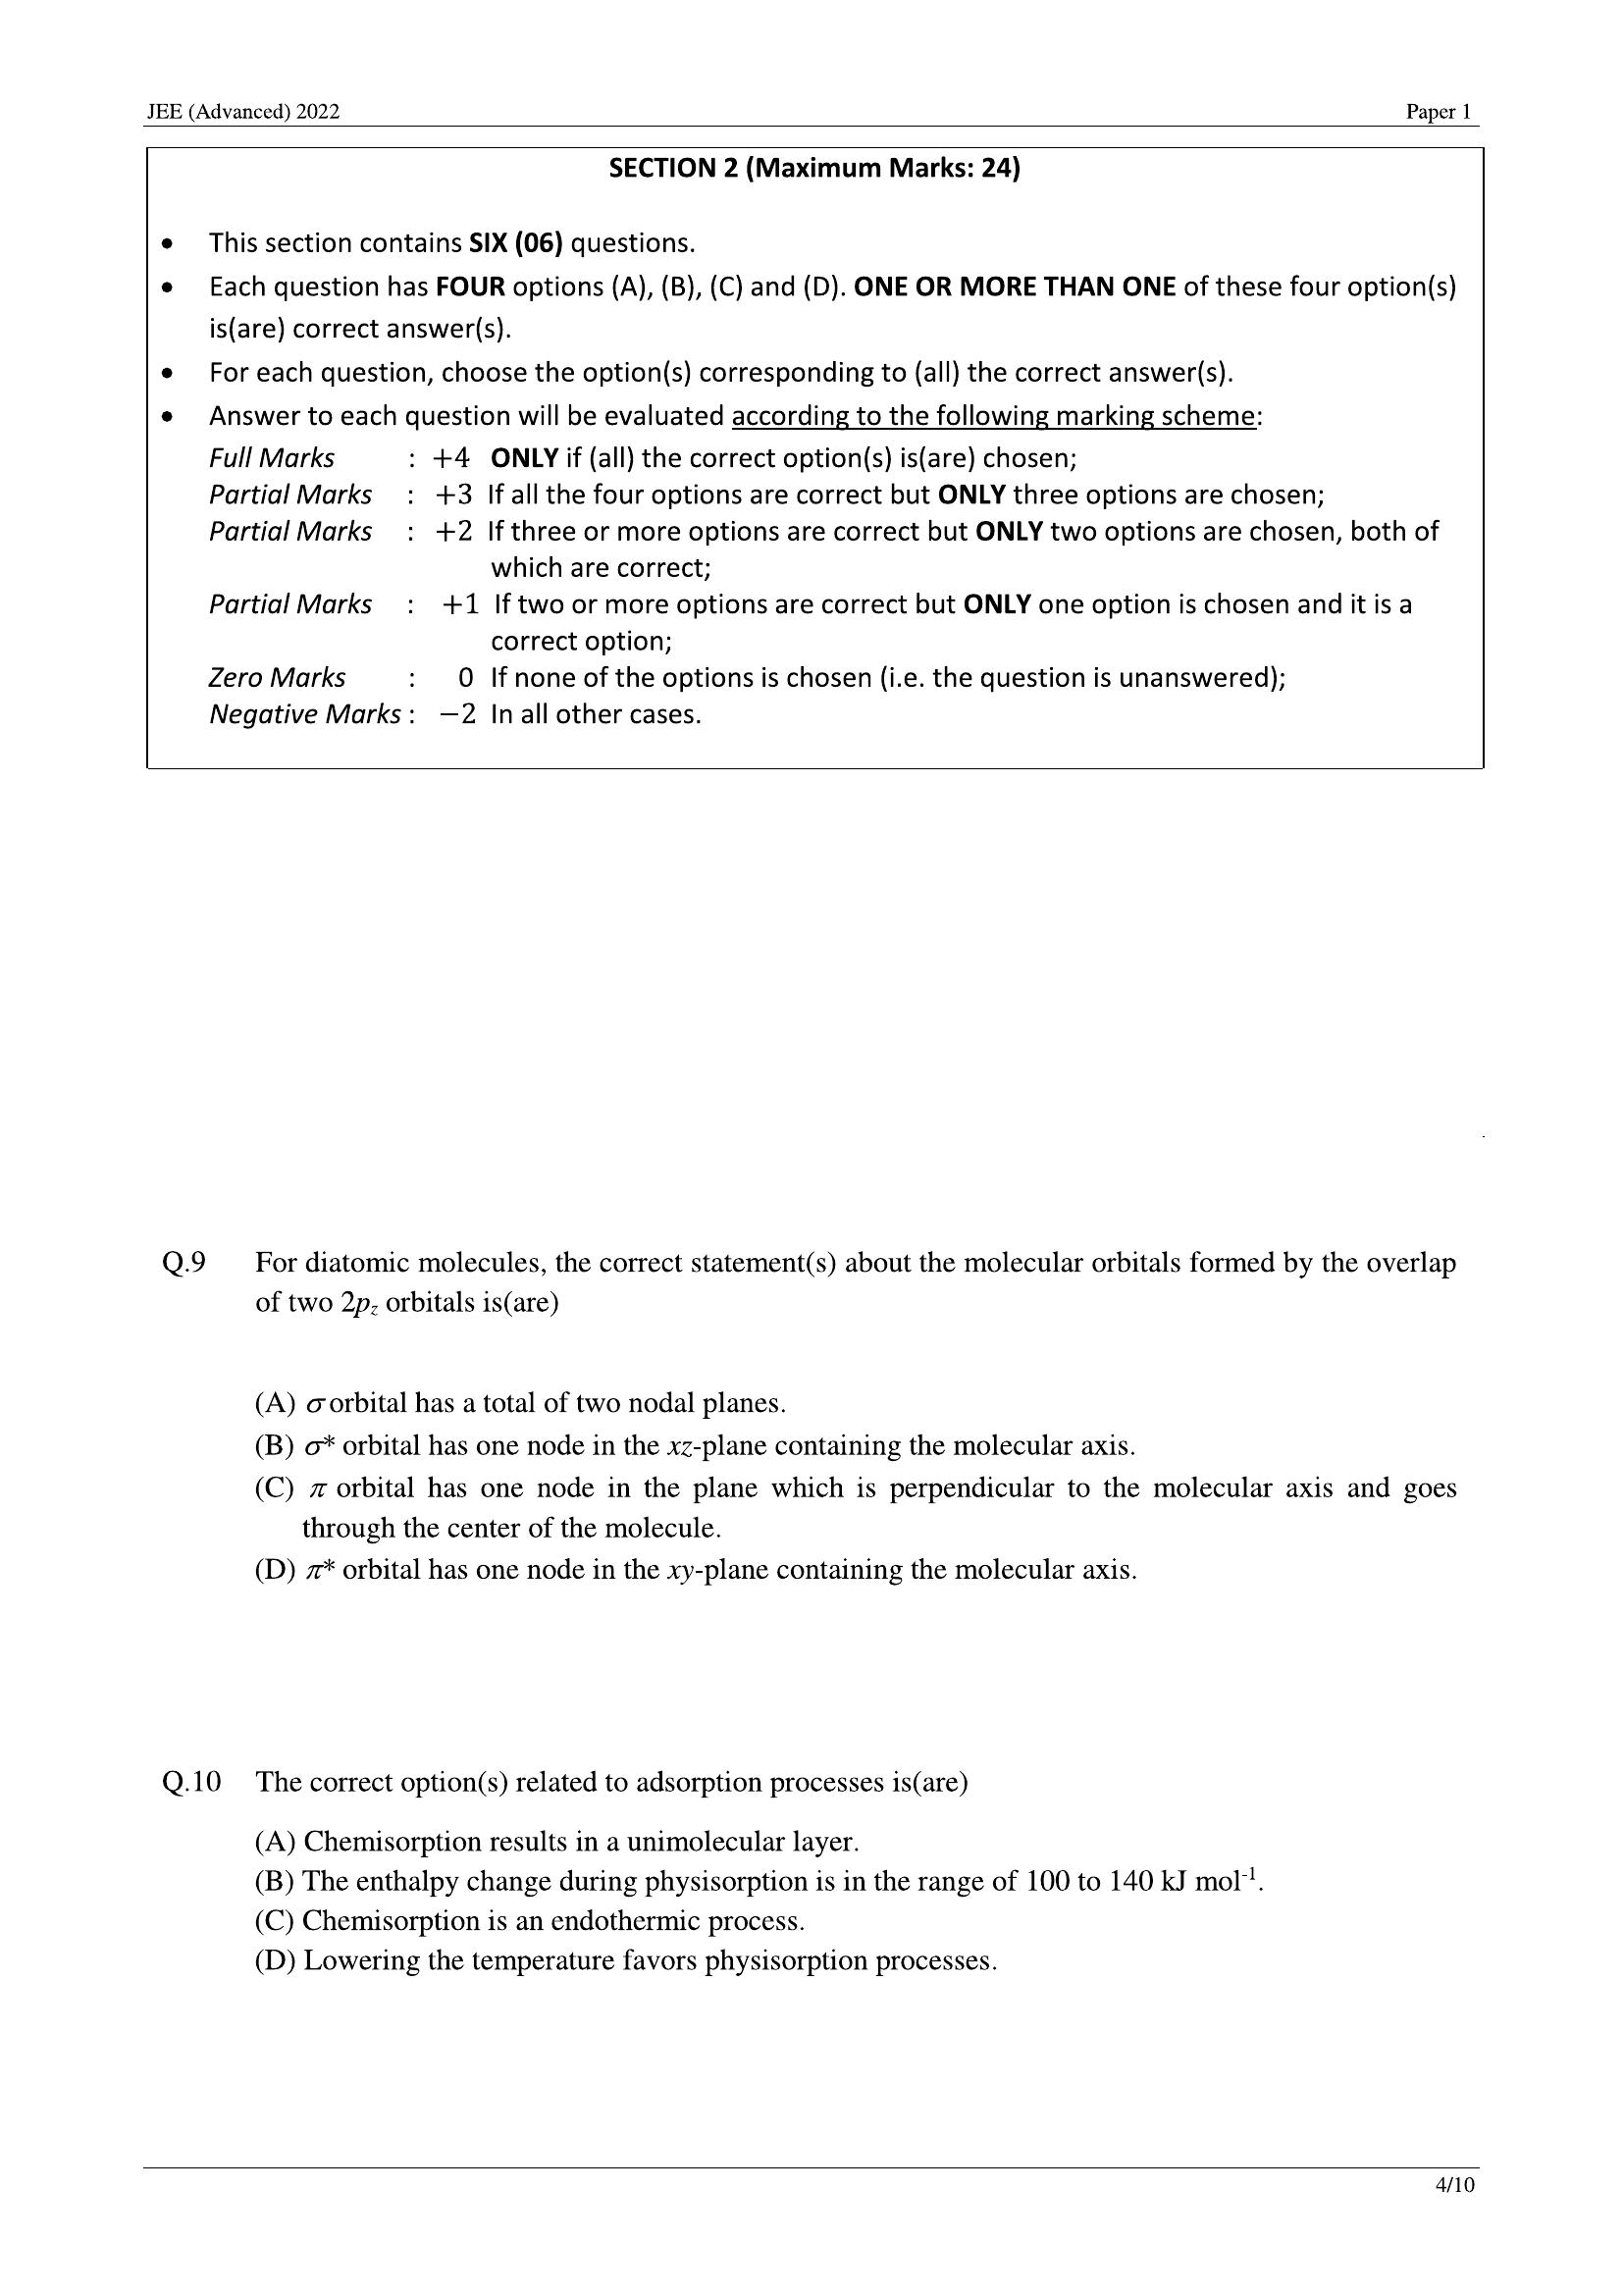 JEE (Advanced) 2022 Paper 1
SECTION 2 (Maximum Marks: 24)
• This section contains SIX (06) questions.
• Each question has FOUR options (A), (B), (C) and (D). ONE OR MORE THAN ONE of these four option(s)
is(are) correct answer(s).
• For each question, choose the option(s) corresponding to (all) the correct answer(s).
• Answer to each question will be evaluated according to the following marking scheme:
Full Marks : +4 ONLY if (all) the correct option(s) is(are) chosen;
Partial Marks : +3 If all the four options are correct but ONLY three options are chosen;
Partial Marks : +2 If three or more options are correct but ONLY two options are chosen, both of
which are correct;
Partial Marks : +1 If two or more options are correct but ONLY one option is chosen and it is a
correct option;
Zero Marks : 0 If none of the options is chosen (i.e. the question is unanswered);
Negative Marks : −2 In all other cases.
Q.9 For diatomic molecules, the correct statement(s) about the molecular orbitals formed by the overlap
of two 2p_z orbitals is(are)
(A) σ orbital has a total of two nodal planes.
(B) σ* orbital has one node in the xz-plane containing the molecular axis.
(C) π orbital has one node in the plane which is perpendicular to the molecular axis and goes
through the center of the molecule.
(D) π* orbital has one node in the xy-plane containing the molecular axis.
Q.10 The correct option(s) related to adsorption processes is(are)
(A) Chemisorption results in a unimolecular layer.
(B) The enthalpy change during physisorption is in the range of 100 to 140 kJ mol⁻¹.
(C) Chemisorption is an endothermic process.
(D) Lowering the temperature favors physisorption processes.
4/10